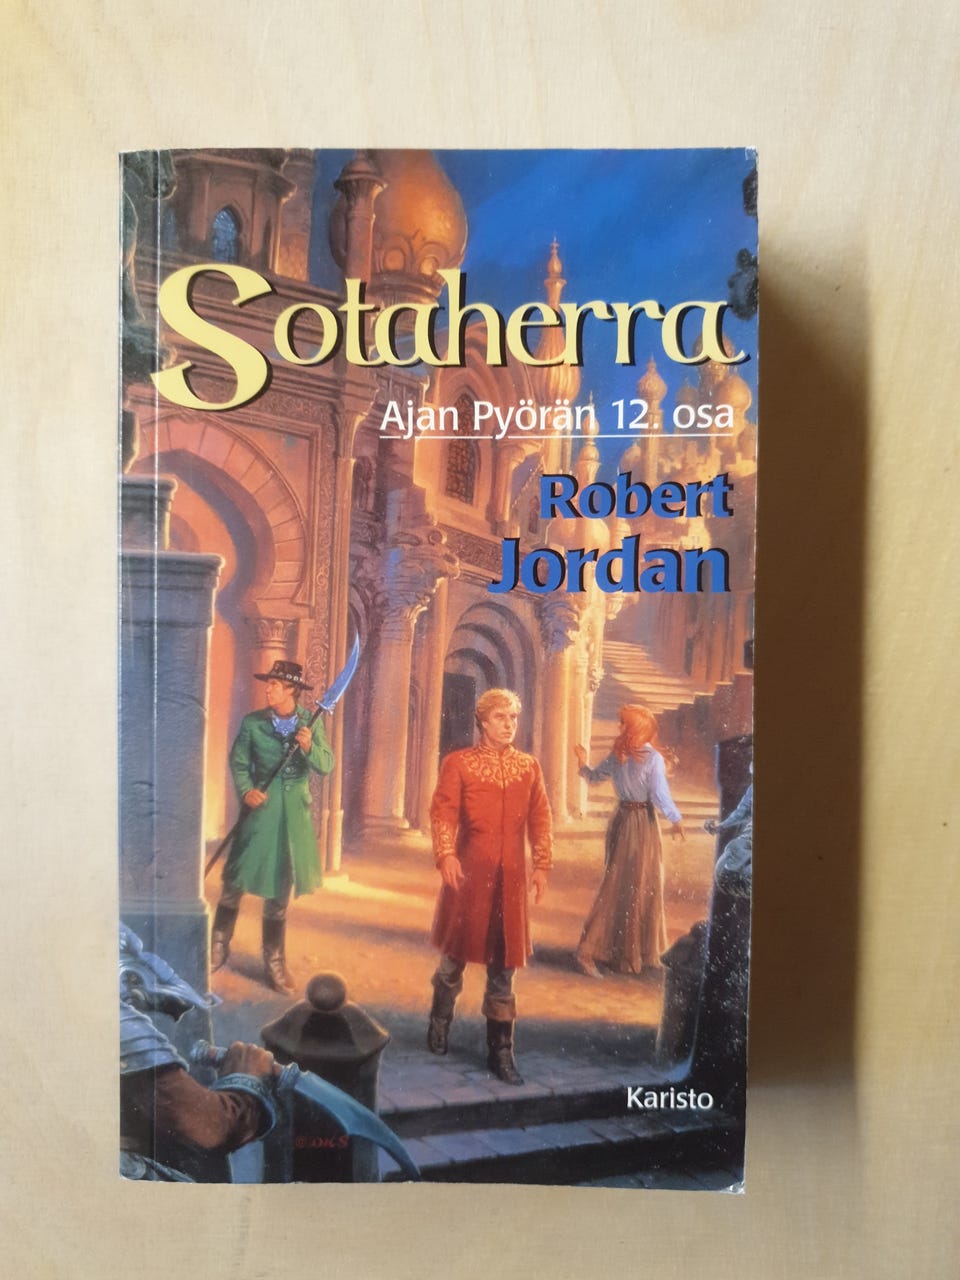 Sotaherra
Ajan Pyörän 12. osa
Robert
Jordan
Karisto